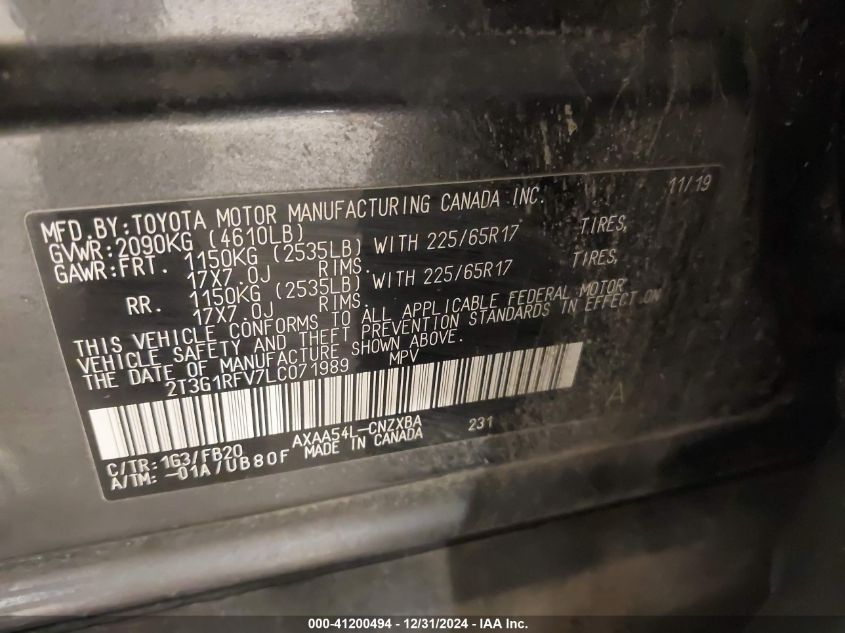 MFD.BY:TOYOTA MOTOR MANUFACTURING CANADA INC. 11/19
GVWR:2090KG (4610LB)
GAWR:FRT. 1150KG (2535LB) WITH 225/65R17 TIRES,
17X7.0J RIMS.
RR. 1150KG (2535LB) WITH 225/65R17 TIRES,
17X7.0J RIMS.
THIS VEHICLE CONFORMS TO ALL APPLICABLE FEDERAL MOTOR
VEHICLE SAFETY AND THEFT PREVENTION STANDARDS IN EFFECT ON
THE DATE OF MANUFACTURE SHOWN ABOVE.
2T3G1RFV7LC071989 MPV
A
C/TR:1G3/FB20 AXAA54L-CNZXBA 231
A/TM:-01A/UB80F MADE IN CANADA
000-41200494 - 12/31/2024 - IAA Inc.